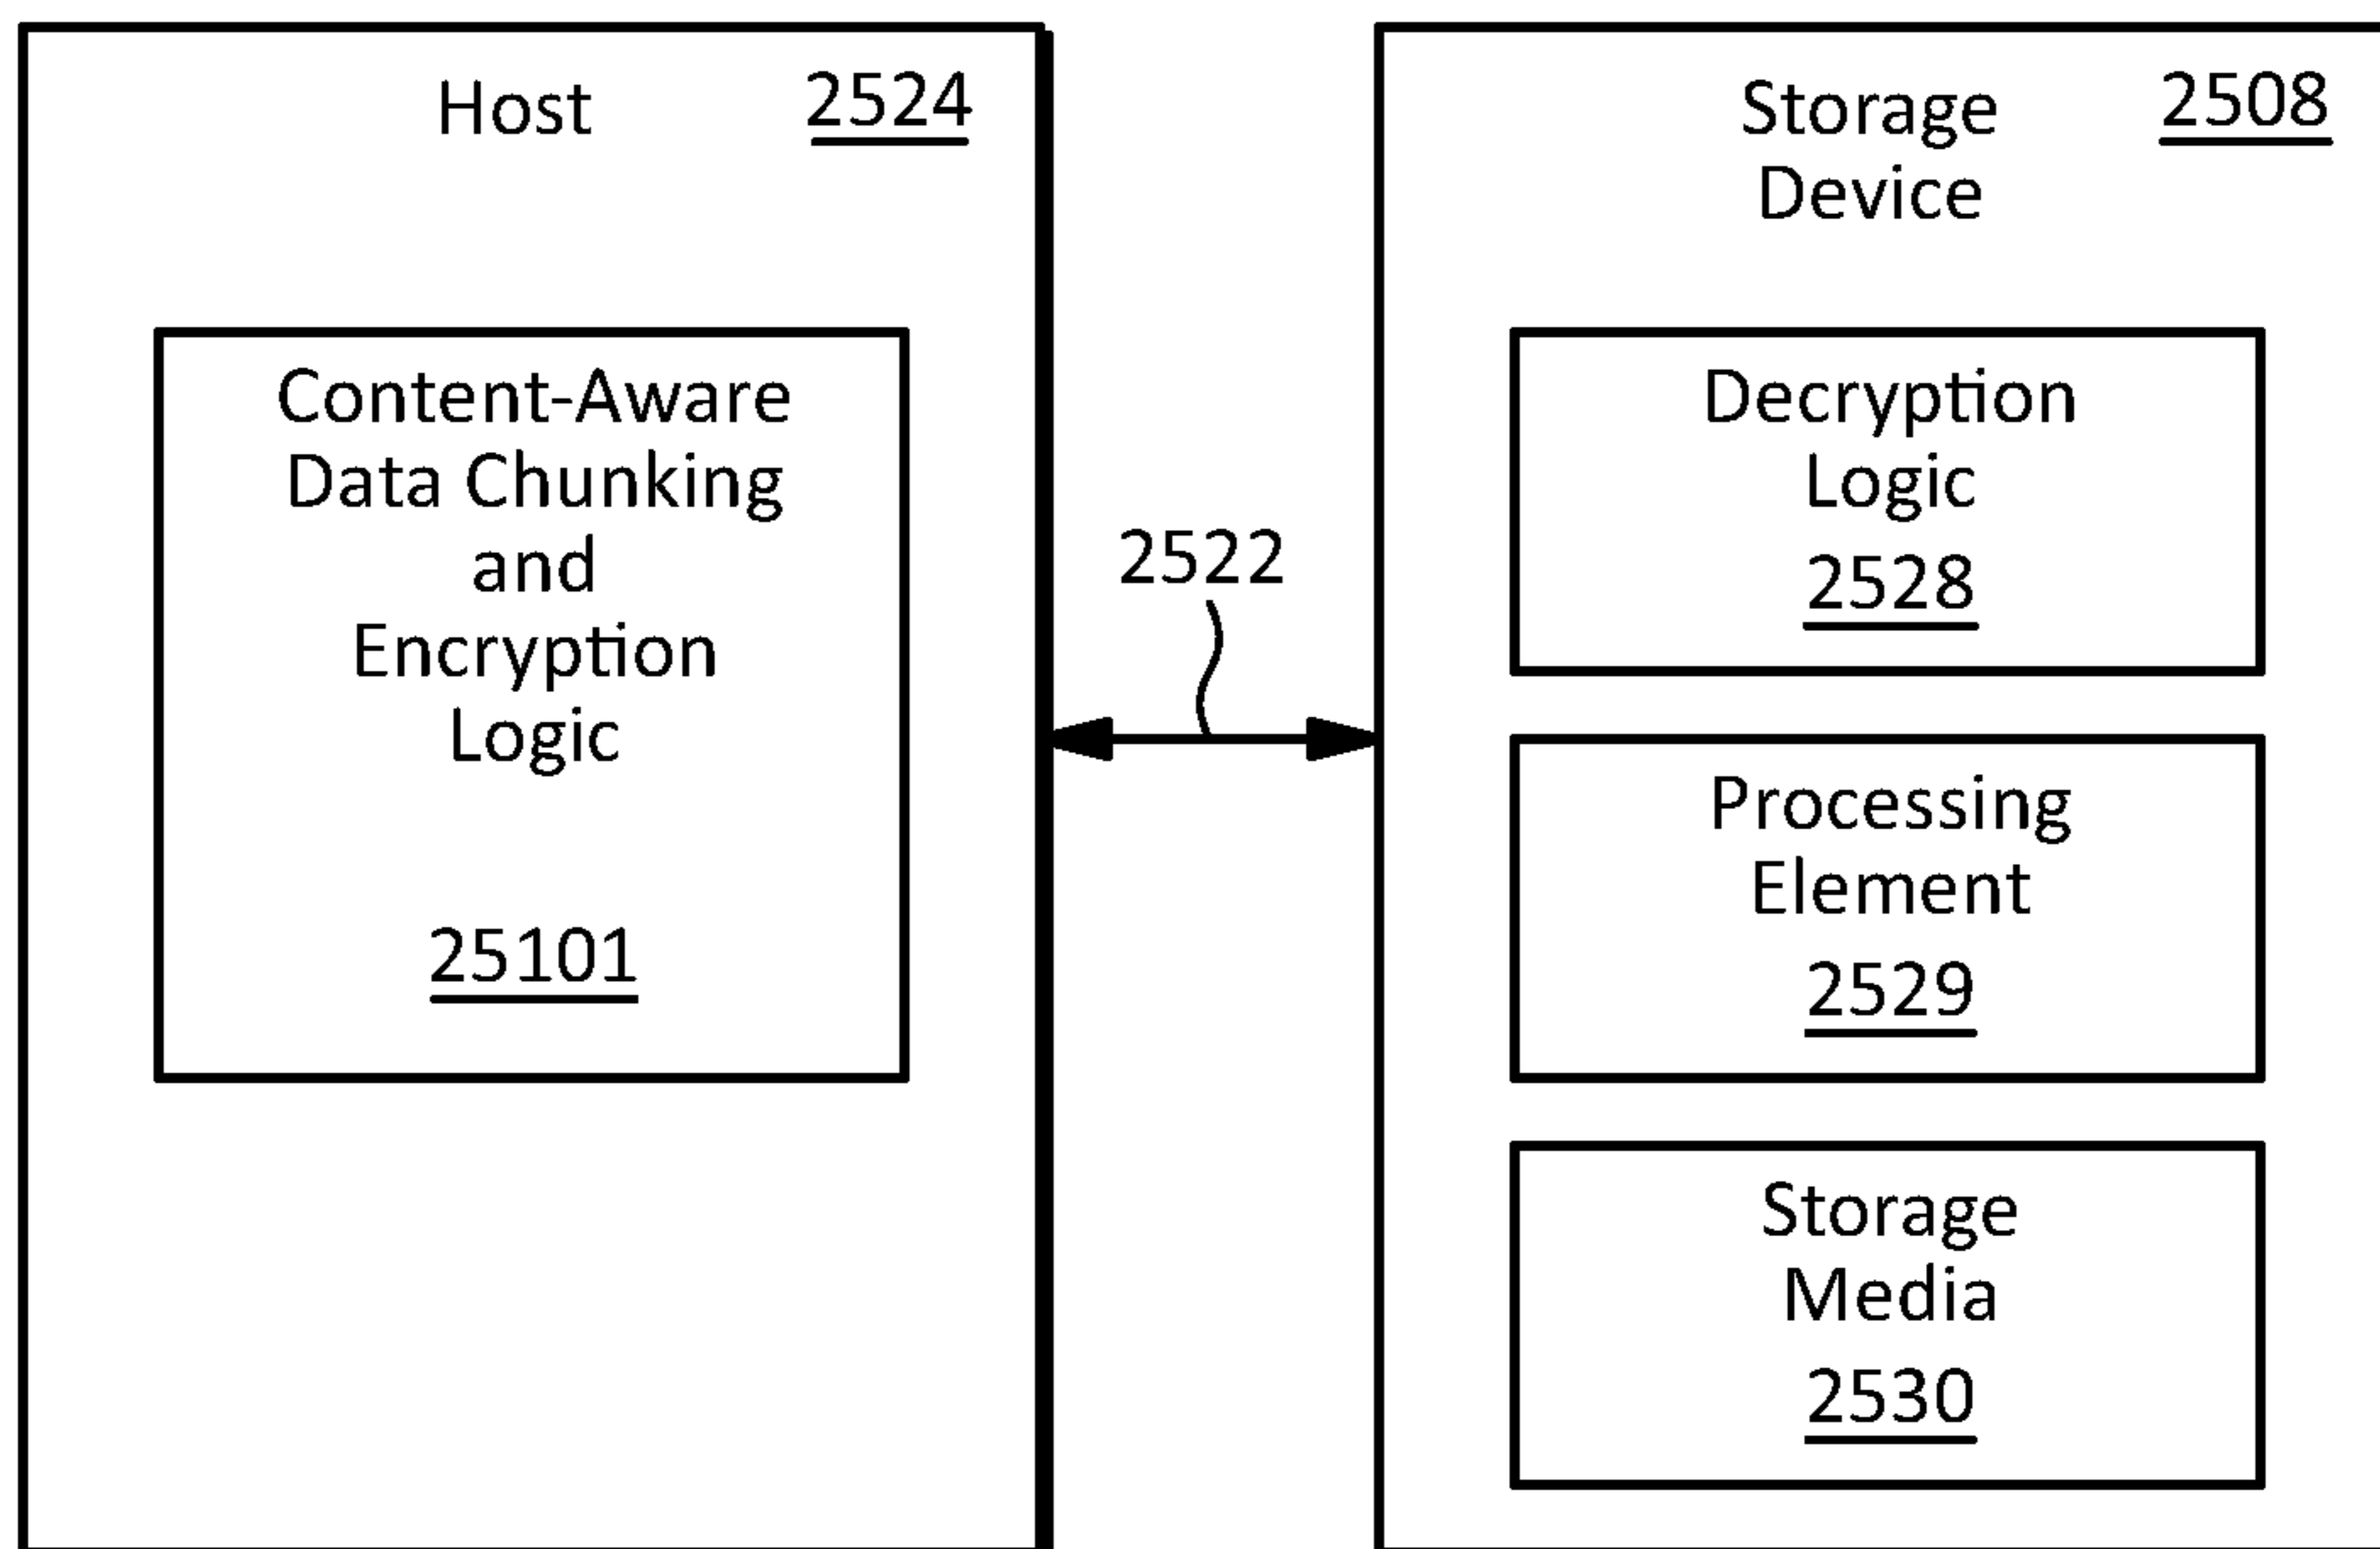 Host
2524
Content-Aware
Data Chunking
and
Encryption
Logic
25101
2522
Storage
Device
2508
Decryption
Logic
2528
Processing
Element
2529
Storage
Media
2530